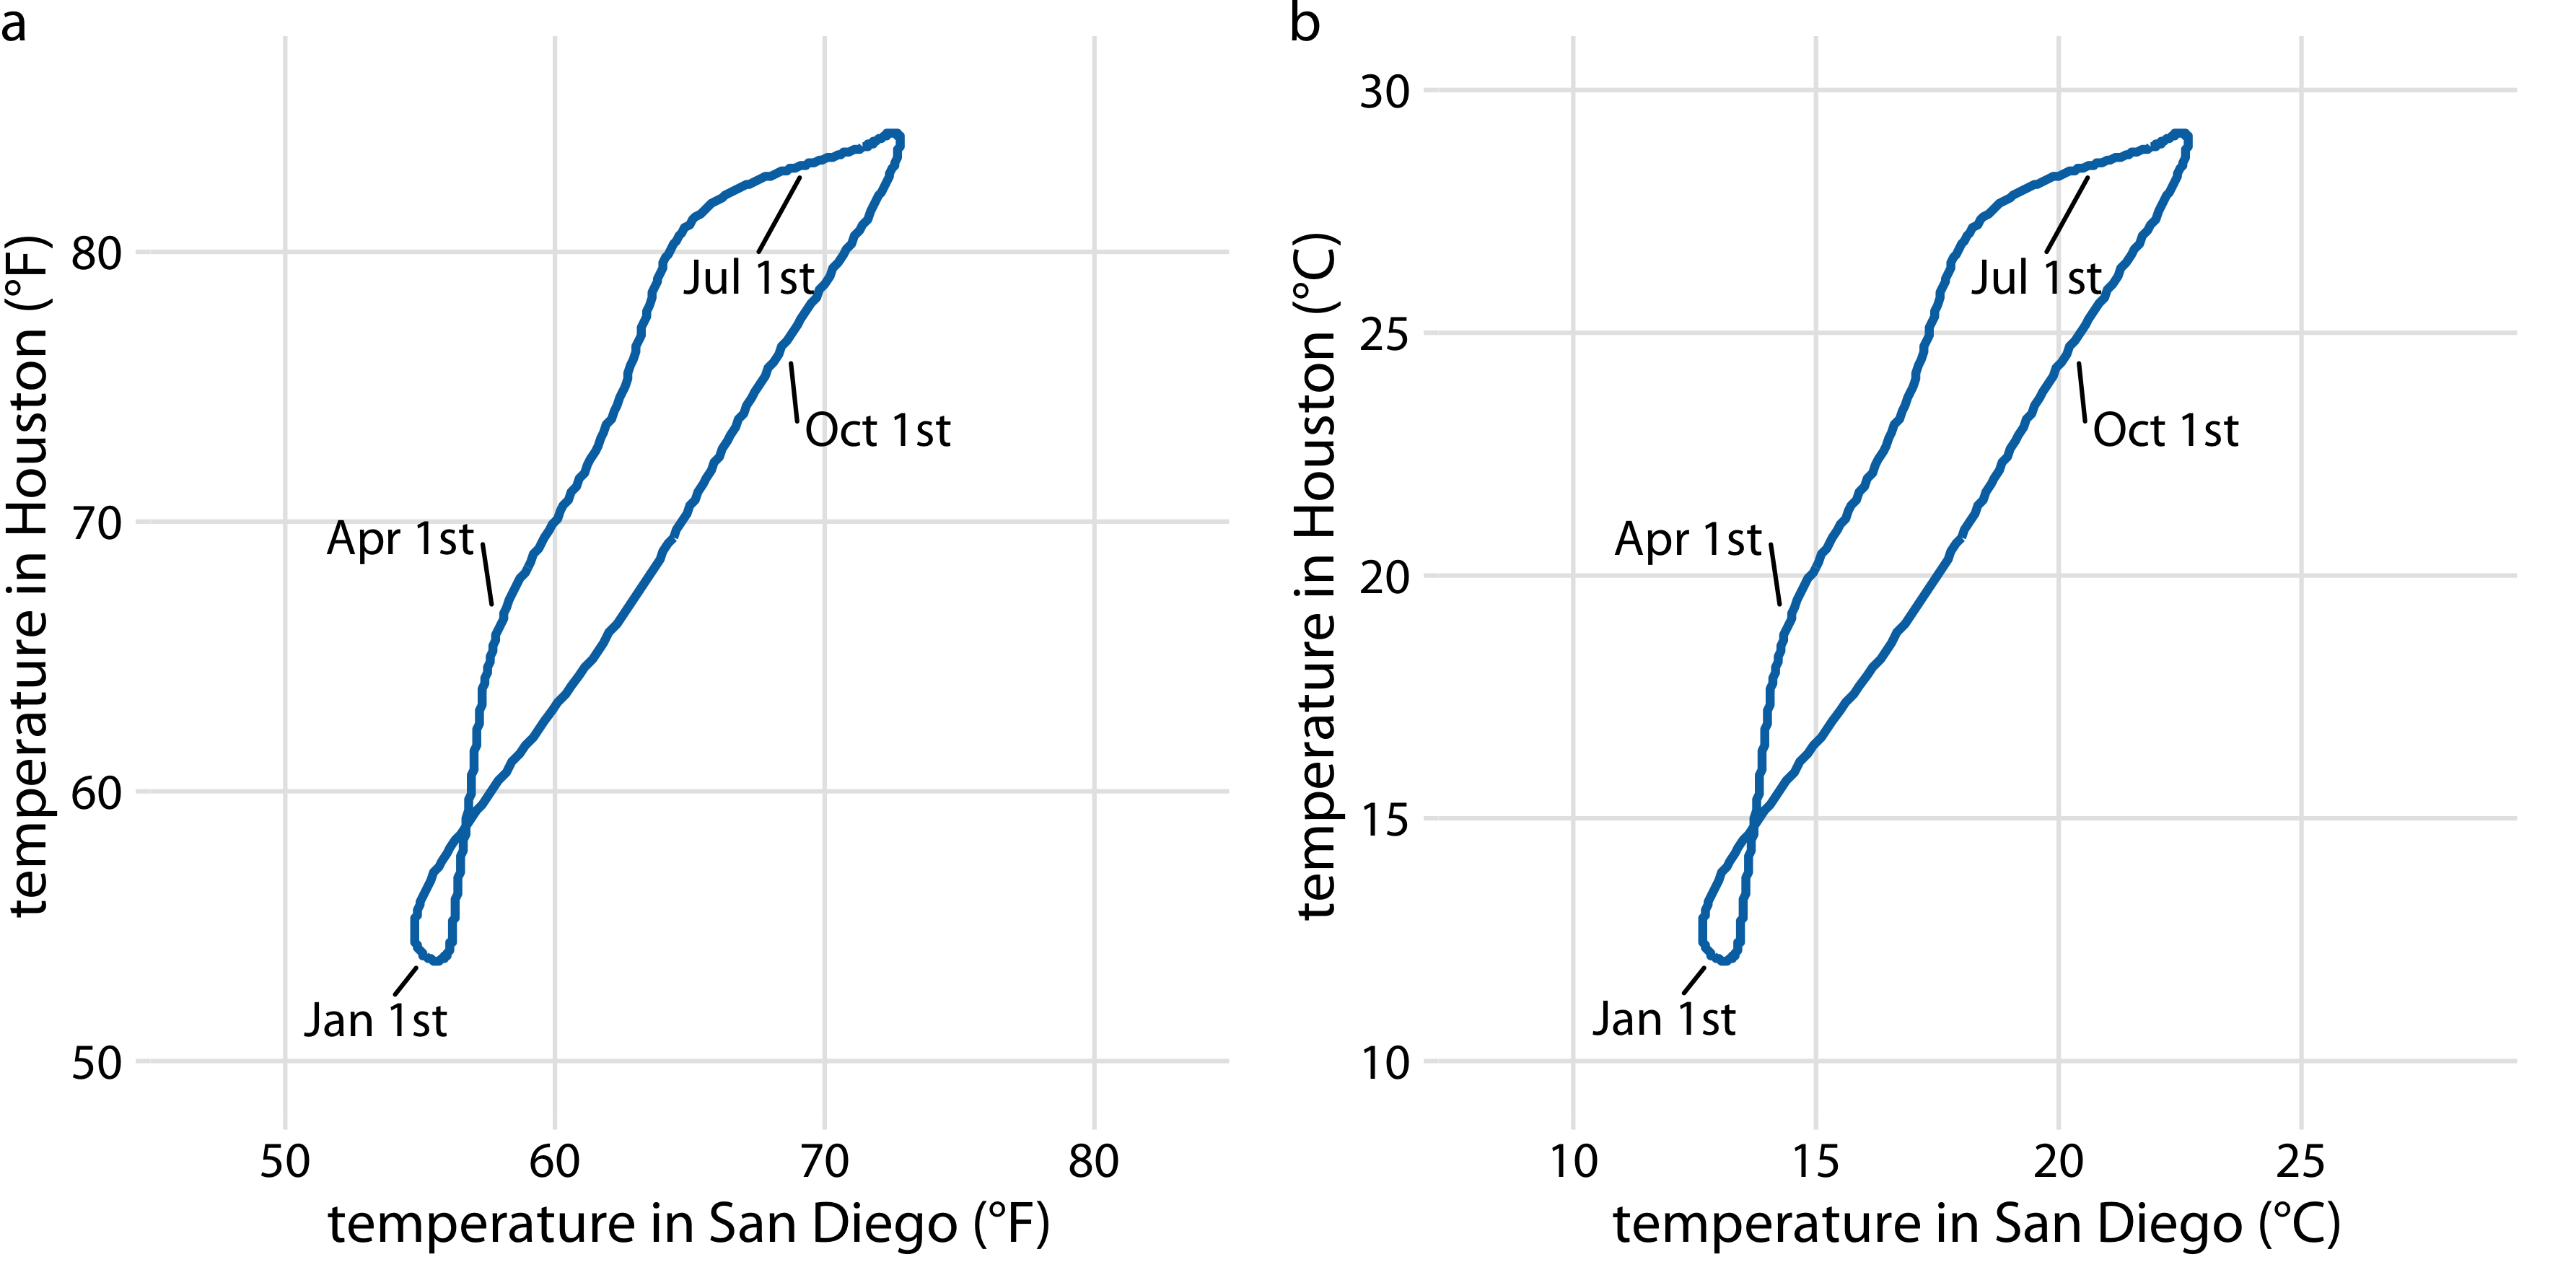 a
temperature in Houston (°F)
80
70
60
50
Jul 1st
Oct 1st
Apr 1st
Jan 1st
50 60 70 80
temperature in San Diego (°F)
b
temperature in Houston (°C)
30
25
20
15
10
Jul 1st
Oct 1st
Apr 1st
Jan 1st
10 15 20 25
temperature in San Diego (°C)